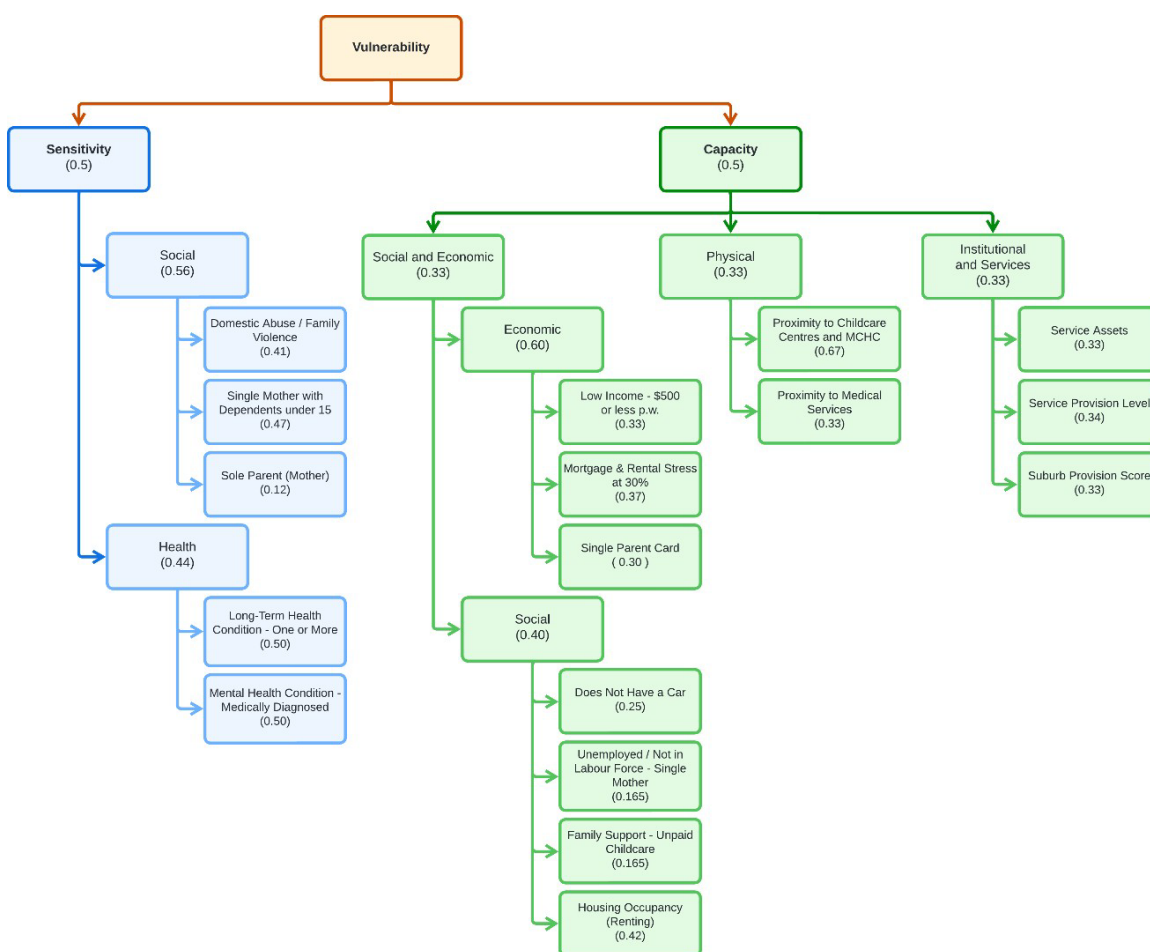 Vulnerability
Sensitivity
(0.5)
Capacity
(0.5)
Social
(0.56)
Domestic Abuse / Family
Violence
(0.41)
Single Mother with
Dependents under 15
(0.47)
Sole Parent (Mother)
(0.12)
Health
(0.44)
Long-Term Health
Condition - One or More
(0.50)
Mental Health Condition -
Medically Diagnosed
(0.50)
Social and Economic
(0.33)
Economic
(0.60)
Low Income - $500
or less p.w.
(0.33)
Mortgage & Rental Stress
at 30%
(0.37)
Single Parent Card
( 0.30 )
Social
(0.40)
Does Not Have a Car
(0.25)
Unemployed / Not in
Labour Force - Single
Mother
(0.165)
Family Support - Unpaid
Childcare
(0.165)
Housing Occupancy
(Renting)
(0.42)
Physical
(0.33)
Proximity to Childcare
Centres and MCHC
(0.67)
Proximity to Medical
Services
(0.33)
Institutional
and Services
(0.33)
Service Assets
(0.33)
Service Provision Level
(0.34)
Suburb Provision Score
(0.33)